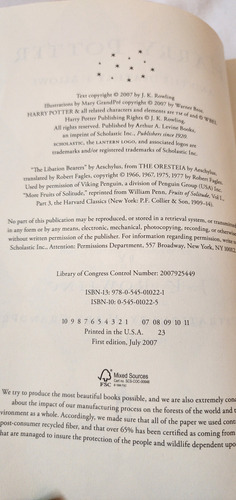 Text copyright © 2007 by J. K. Rowling
Illustrations by Mary GrandPré copyright © 2007 by Warner Bros.
HARRY POTTER & all related characters and elements are TM of and © WBEI.
Harry Potter Publishing Rights © J. K. Rowling.
All rights reserved. Published by Arthur A. Levine Books,
an imprint of Scholastic Inc., Publishers since 1920.
SCHOLASTIC, the LANTERN LOGO, and associated logos are
trademarks and/or registered trademarks of Scholastic Inc.
"The Libation Bearers" by Aeschylus, from THE ORESTEIA by Aeschylus,
translated by Robert Fagles, copyright © 1966, 1967, 1975, 1977 by Robert Fagles.
Used by permission of Viking Penguin, a division of Penguin Group (USA) Inc.
"More Fruits of Solitude," reprinted from William Penn, Fruits of Solitude, Vol. I.,
Part 3, the Harvard Classics (New York: P.F. Collier & Son, 1909–14).
No part of this publication may be reproduced, or stored in a retrieval system, or transmitted
in any form or by any means, electronic, mechanical, photocopying, recording, or otherwise
without written permission of the publisher. For information regarding permission, write to
Scholastic Inc., Attention: Permissions Department, 557 Broadway, New York, NY 1001
Library of Congress Control Number: 2007925449
ISBN-13: 978-0-545-01022-1
ISBN-10: 0-545-01022-5
10 9 8 7 6 5 4 3 2 1 07 08 09 10 11
Printed in the U.S.A. 23
First edition, July 2007
FSC Mixed Sources
We try to produce the most beautiful books possible, and we are also extremely con
about the impact of our manufacturing process on the forests of the world and t
nvironment as a whole. Accordingly, we made sure that all of the paper we used cont
post-consumer recycled fiber, and that over 65% has been certified as coming from
that are managed to insure the protection of the people and wildlife dependent upo